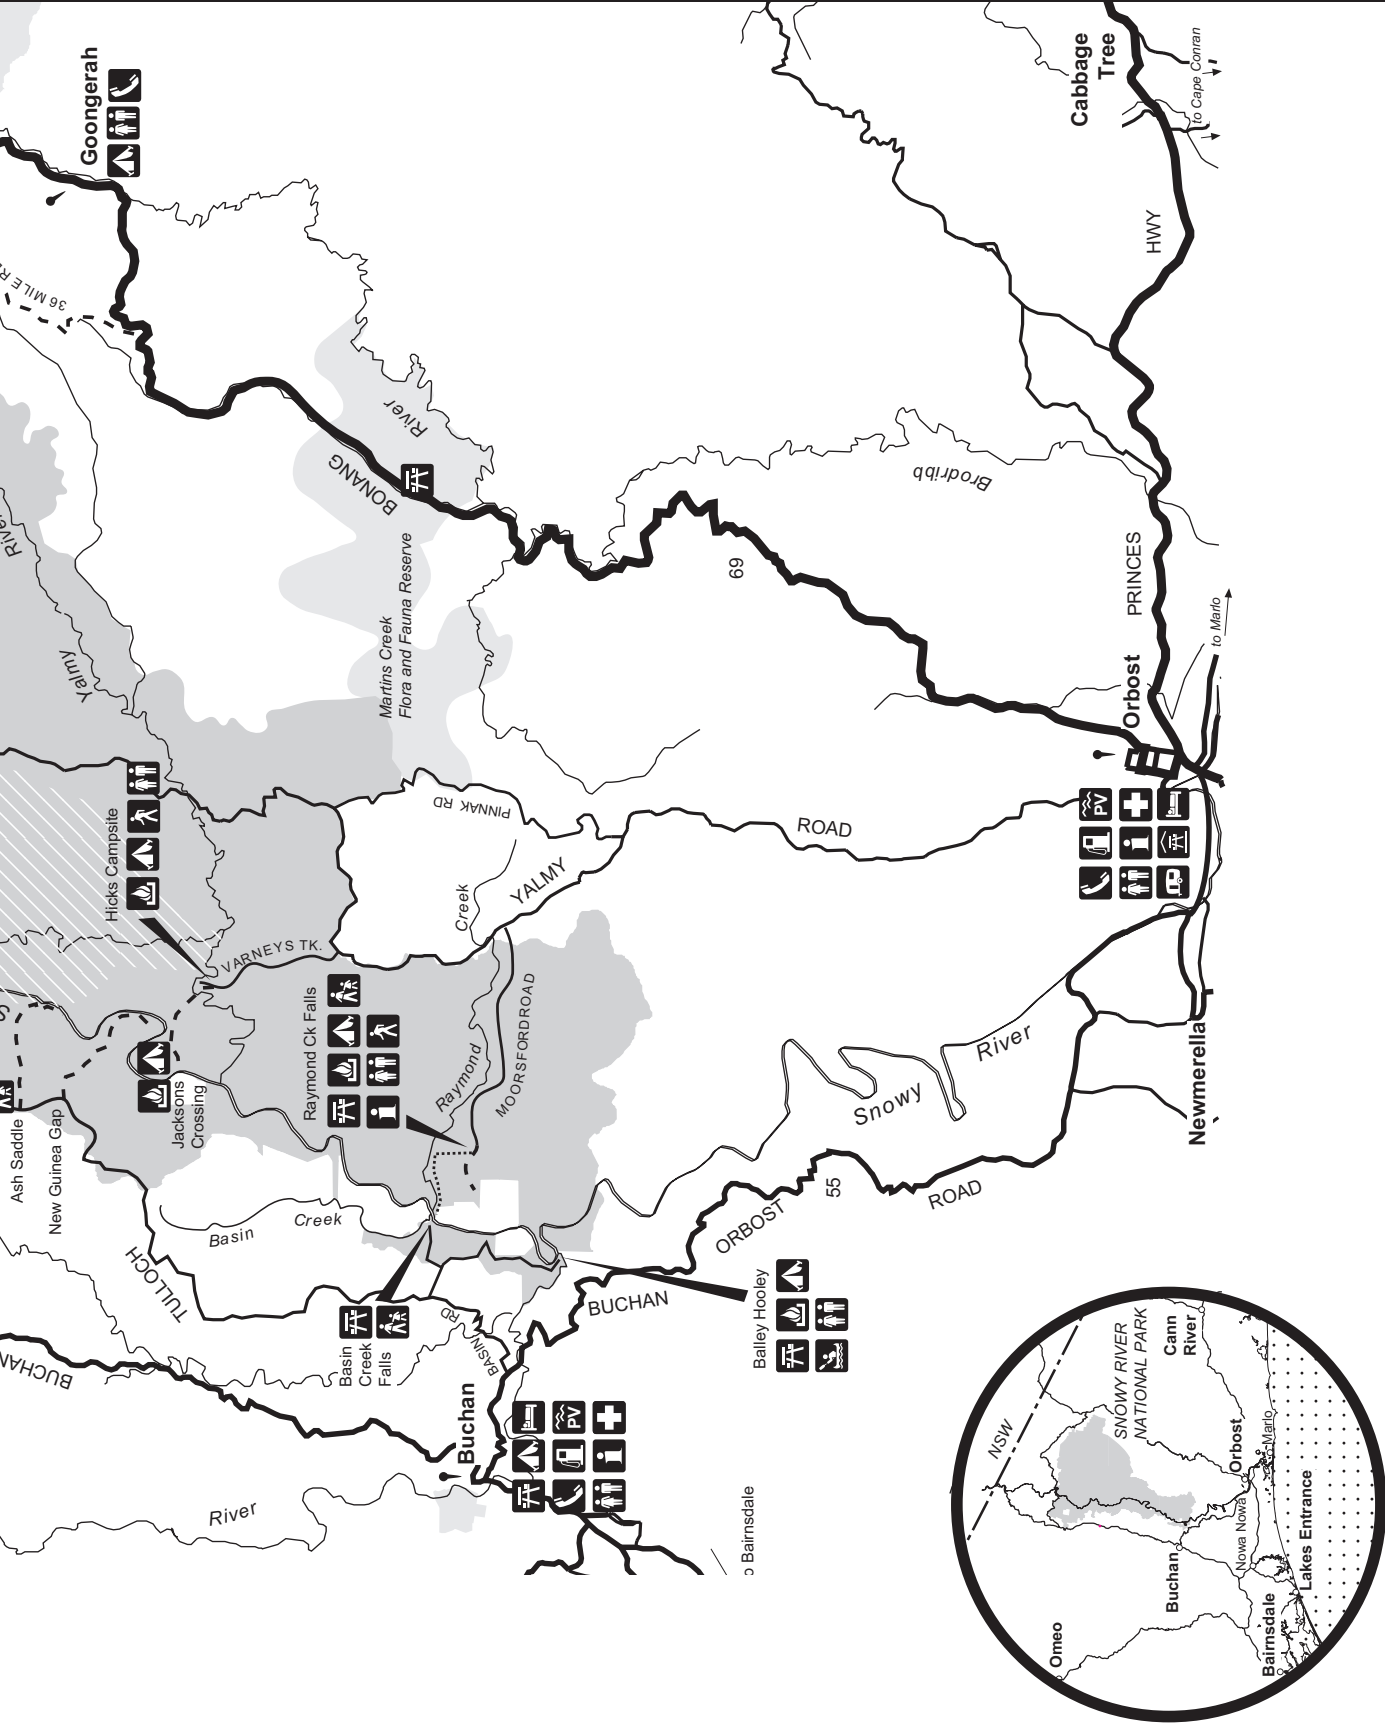 Goongerah
36 MILE R
River
BONANG
Martins Creek
Flora and Fauna Reserve
River
Yalmy
69
Brodribb
Cabbage
Tree
to Cape Conran
HWY
PRINCES
to Marlo
Orbost
PV
Hicks Campsite
VARNEYS TK.
PINNAK RD
Creek
YALMY
ROAD
Raymond Ck Falls
Raymond
MOORSFORD ROAD
S
Jacksons
Crossing
Ash Saddle
New Guinea Gap
Basin
Creek
TULLOCH
Snowy
River
Newmerella
ORBOST
55
ROAD
BUCHAN
Balley Hooley
Basin
Creek
Falls
BASIN
RD
BUCHAN
Buchan
PV
River
o Bairnsdale
NSW
SNOWY RIVER
NATIONAL PARK
Cann
River
Orbost
Marlo
Nowa Nowa
Lakes Entrance
Buchan
Bairnsdale
Omeo